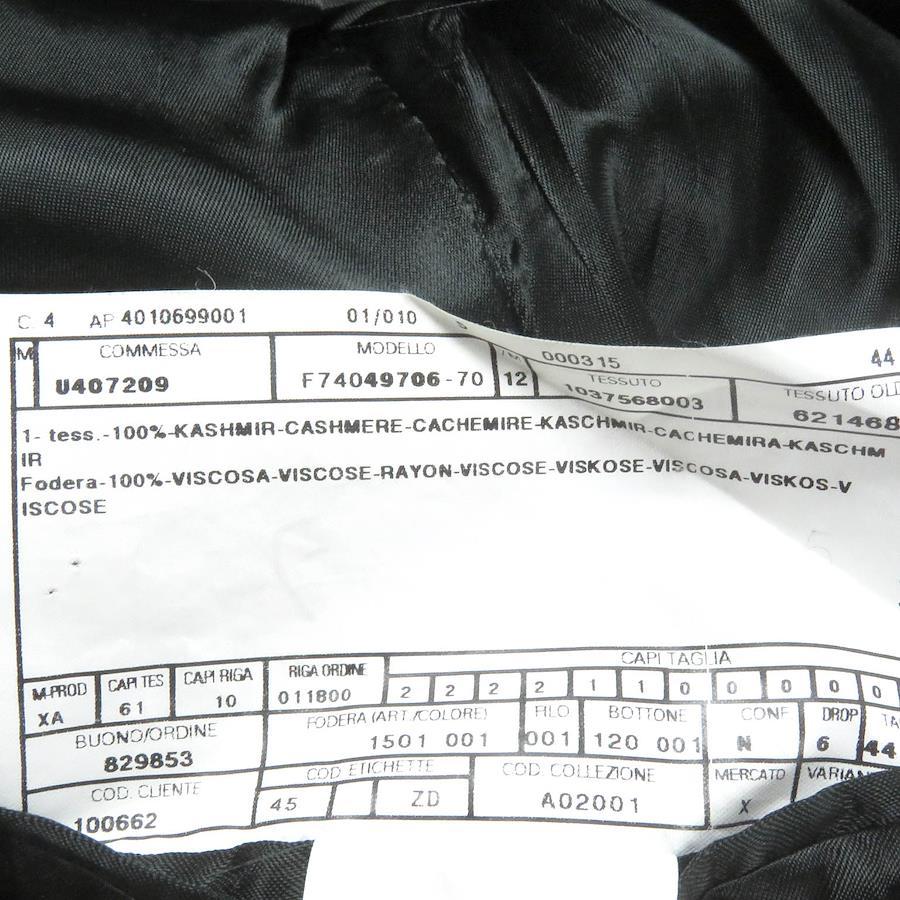 C. 4 AP 4010699001 01/010
000315 44
M COMMESSA MODELLO TESSUTO TESSUTO OLD
U407209 F74049706-70 12 1037568003 621468
1- tess.-100%-KASHMIR-CASHMERE-CACHEMIRE-KASCHMIR-CACHEMIRA-KASCHM
IR
Fodera-100%-VISCOSA-VISCOSE-RAYON-VISCOSE-VISKOSE-VISCOSA-VISKOS-V
ISCOSE
CAPI TAGLIA
M-PROD CAPI TES CAPI RIGA RIGA ORDINE
XA 61 10 011800 2 2 2 2 1 1 0 0 0 0 0
BUONO/ORDINE FODERA (ART./COLORE) FILO BOTTONE CONF DROP TA
829853 1501 001 001 120 001 N 6 44
COD. CLIENTE COD ETICHETTE COD. COLLEZIONE MERCATO VARIAN
100662 45 ZD A02001 X